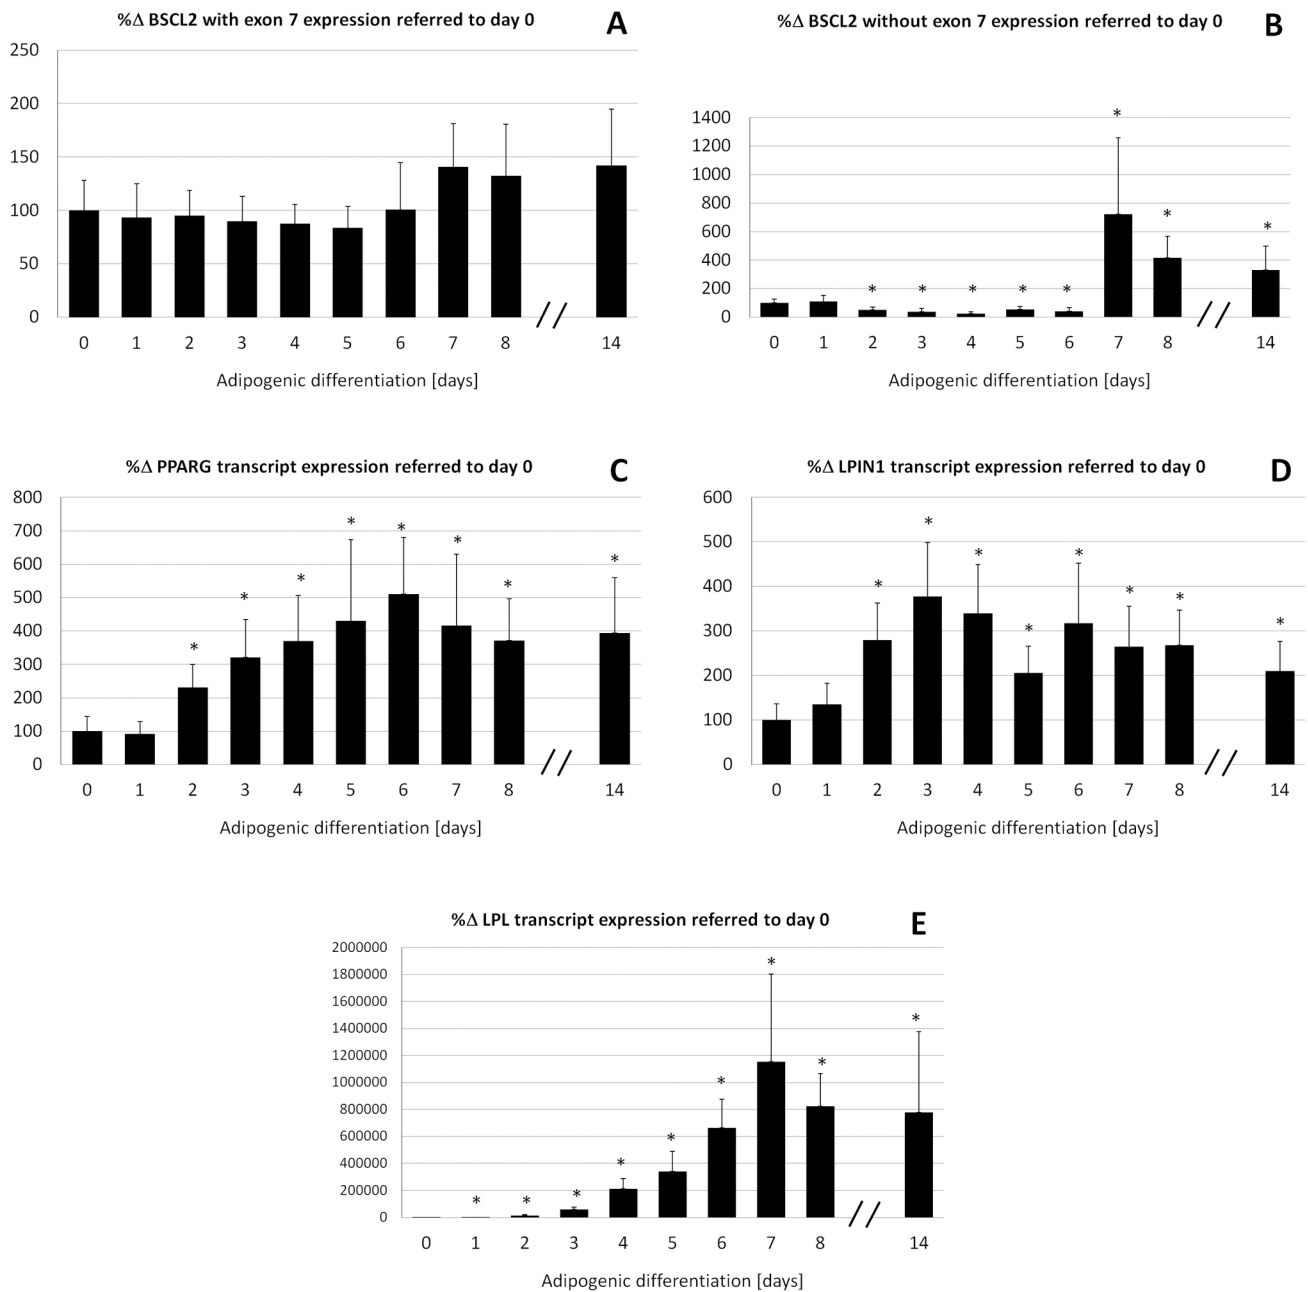 %Δ BSCL2 with exon 7 expression referred to day 0
A
250
200
150
100
50
0
0 1 2 3 4 5 6 7 8 14
Adipogenic differentiation [days]
%Δ BSCL2 without exon 7 expression referred to day 0
B
1400
1200
1000
800
600
400
200
0
* * * * * * * *
0 1 2 3 4 5 6 7 8 14
Adipogenic differentiation [days]
%Δ PPARG transcript expression referred to day 0
C
800
700
600
500
400
300
200
100
0
* * * * * * * *
0 1 2 3 4 5 6 7 8 14
Adipogenic differentiation [days]
%Δ LPIN1 transcript expression referred to day 0
D
600
500
400
300
200
100
0
* * * * * * * *
0 1 2 3 4 5 6 7 8 14
Adipogenic differentiation [days]
%Δ LPL transcript expression referred to day 0
E
2000000
1800000
1600000
1400000
1200000
1000000
800000
600000
400000
200000
0
* * * * * * * * *
0 1 2 3 4 5 6 7 8 14
Adipogenic differentiation [days]